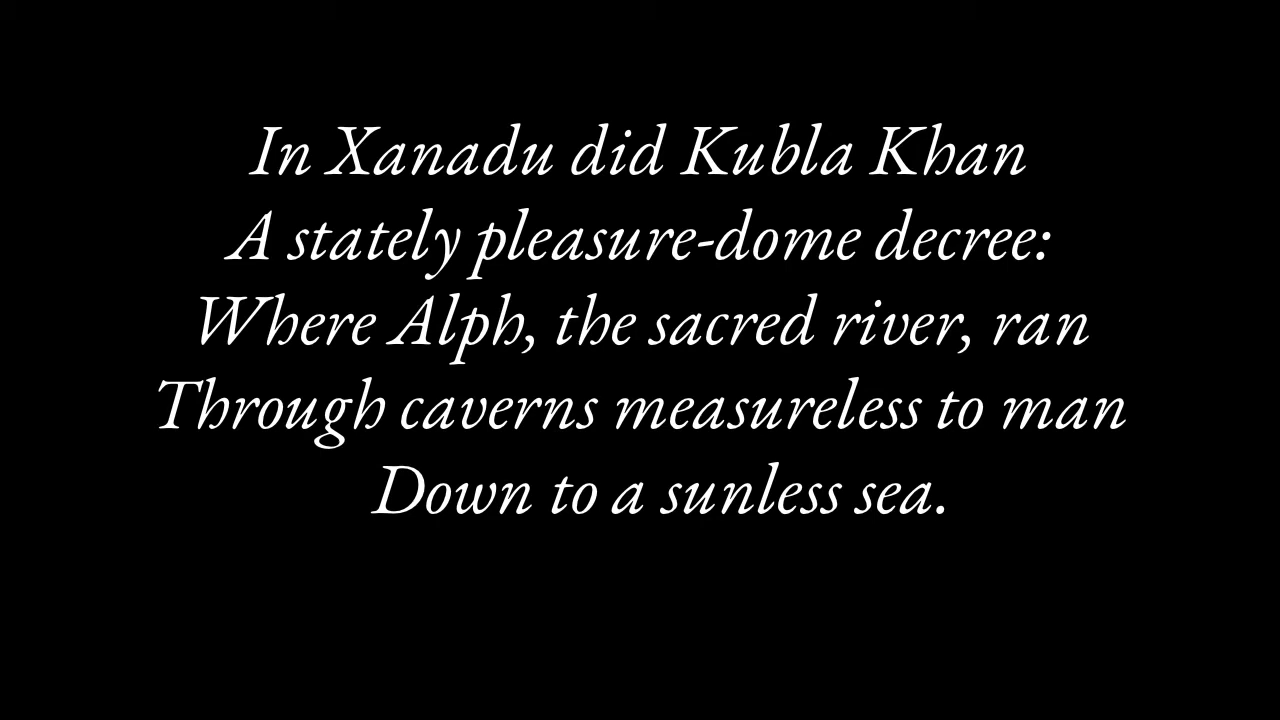 In Xanadu did Kubla Khan
A stately pleasure-dome decree:
Where Alph, the sacred river, ran
Through caverns measureless to man
Down to a sunless sea.